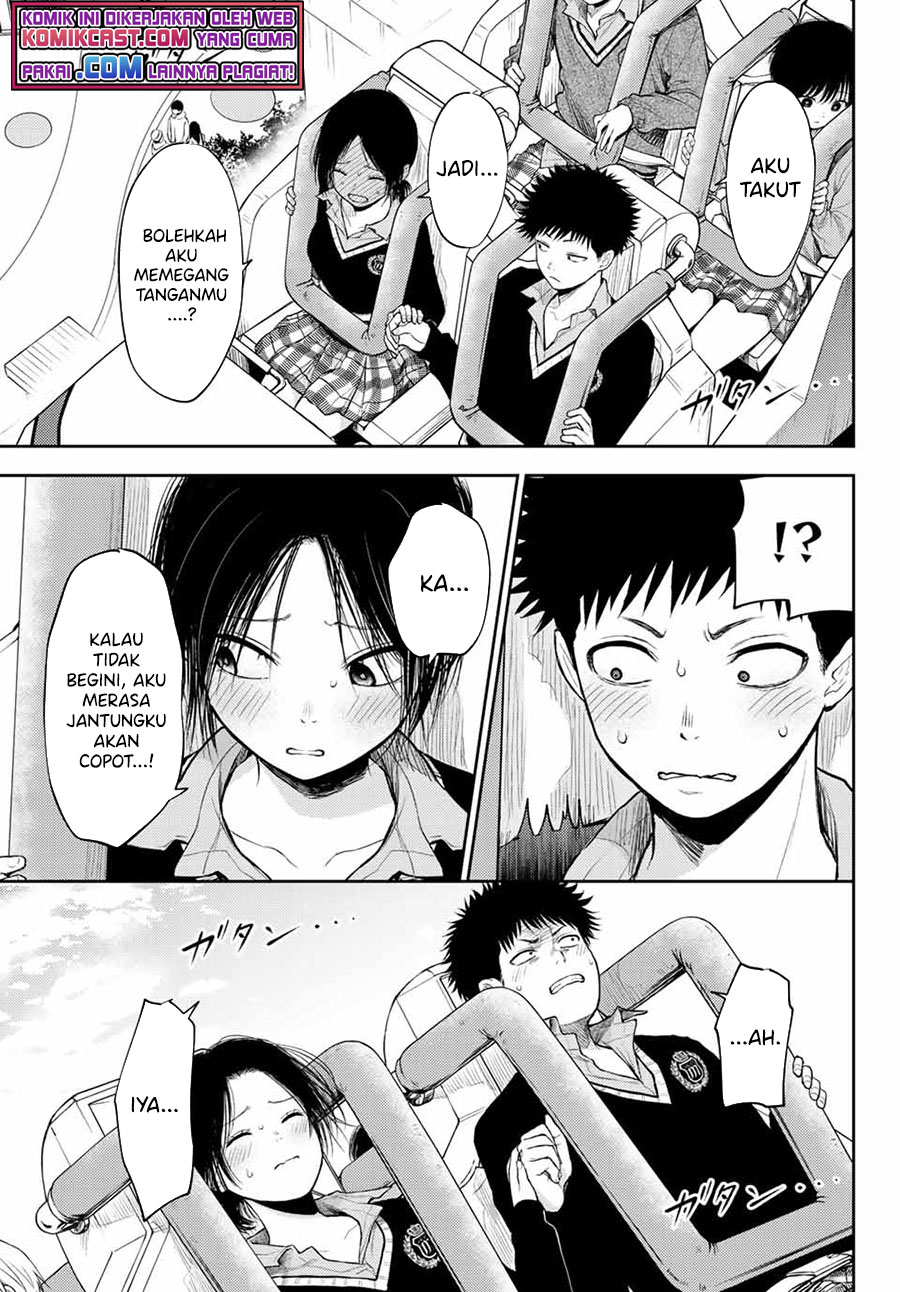 KOMIK INI DIKERJAKAN OLEH WEB
KOMIKCAST.COM YANG CUMA
PAKAI .COM LAINNYA PLAGIAT!
AKU
TAKUT
JADI...
BOLEHKAH
AKU
MEMEGANG
TANGANMU
....?
ガタン...
!?
KA...
KALAU
TIDAK
BEGINI, AKU
MERASA
JANTUNGKU
AKAN
COPOT...!
ガタン...
...AH.
IYA...
ガタン...